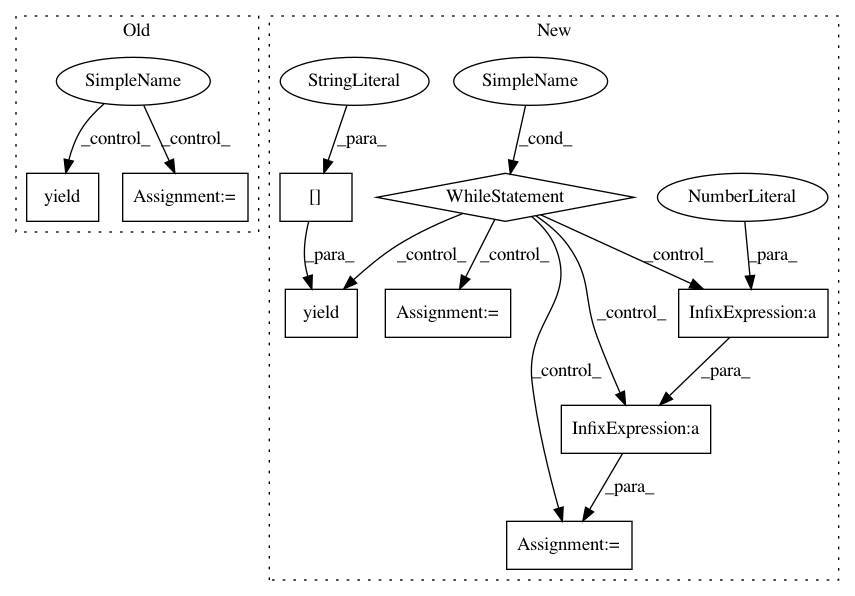 Old
New
SimpleName
StringLiteral
SimpleName
_control_
_control_
_para_
_cond_
yield
Assignment:=
[]
WhileStatement
NumberLiteral
_para_
_control_
_control_
_control_
_para_
_control_
yield
Assignment:=
InfixExpression:a
_control_
_para_
InfixExpression:a
_para_
Assignment:=